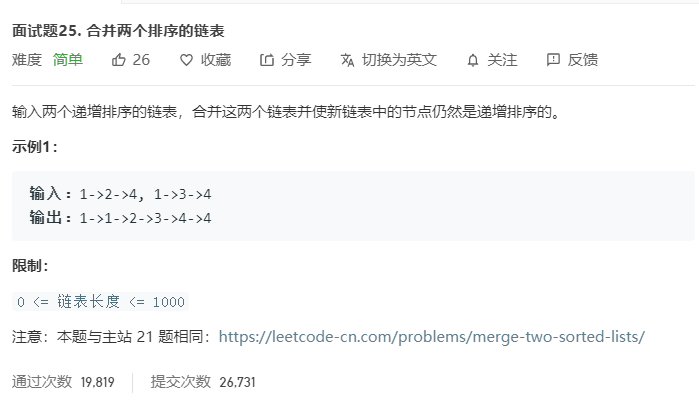 面试题25. 合并两个排序的链表
难度 简单 26 收藏 分享 切换为英文 关注 反馈
输入两个递增排序的链表，合并这两个链表并使新链表中的节点仍然是递增排序的。
示例1：
输入：1->2->4, 1->3->4
输出：1->1->2->3->4->4
限制：
0 <= 链表长度 <= 1000
注意：本题与主站 21 题相同：https://leetcode-cn.com/problems/merge-two-sorted-lists/
通过次数 19,819 提交次数 26,731